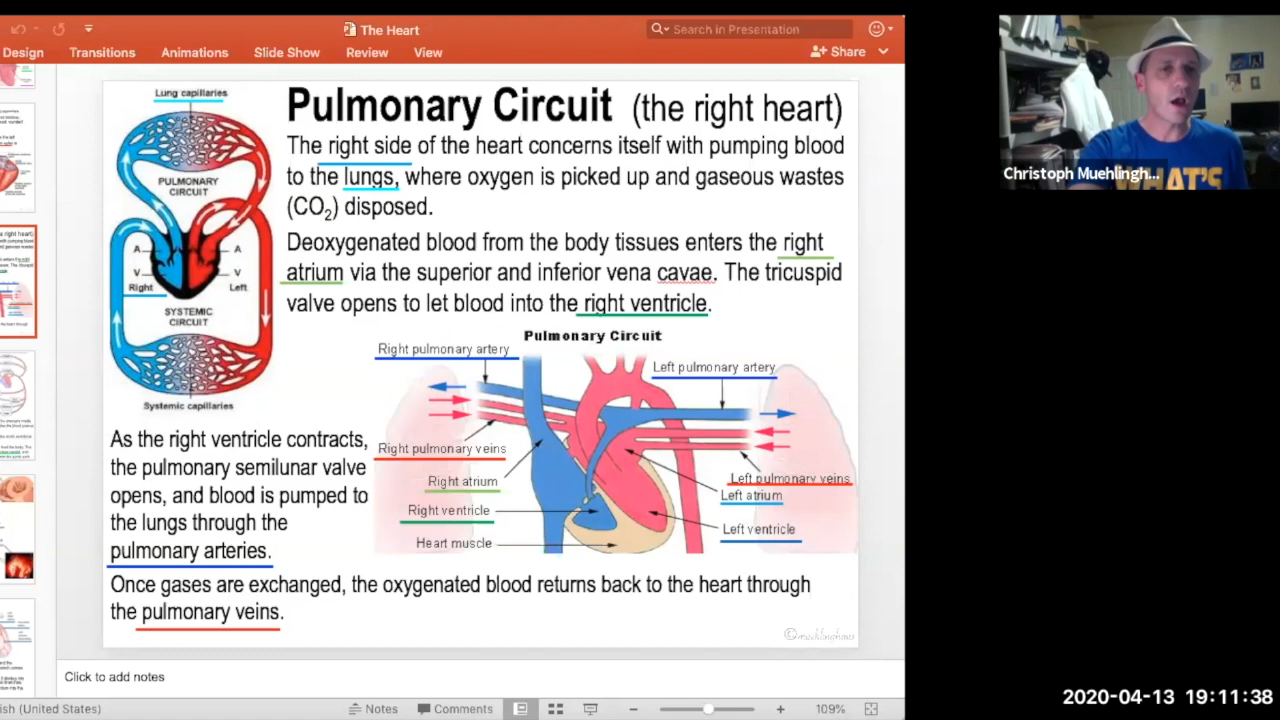 The Heart
Search in Presentation
Design
Transitions
Animations
Slide Show
Review
View
Share
Lung capillaries
PULMONARY
CIRCUIT
A
A
V
V
Right
Left
SYSTEMIC
CIRCUIT
Systemic capillaries
Pulmonary Circuit (the right heart)
The right side of the heart concerns itself with pumping blood
to the lungs, where oxygen is picked up and gaseous wastes
(CO₂) disposed.
Deoxygenated blood from the body tissues enters the right
atrium via the superior and inferior vena cavae. The tricuspid
valve opens to let blood into the right ventricle.
Pulmonary Circuit
Right pulmonary artery
Left pulmonary artery
Right pulmonary veins
Left pulmonary veins
Right atrium
Left atrium
Right ventricle
Left ventricle
Heart muscle
As the right ventricle contracts,
the pulmonary semilunar valve
opens, and blood is pumped to
the lungs through the
pulmonary arteries.
Once gases are exchanged, the oxygenated blood returns back to the heart through
the pulmonary veins.
Click to add notes
ish (United States)
Notes
Comments
109%
Christoph Muehlingh...
WHAT'S
2020-04-13 19:11:38